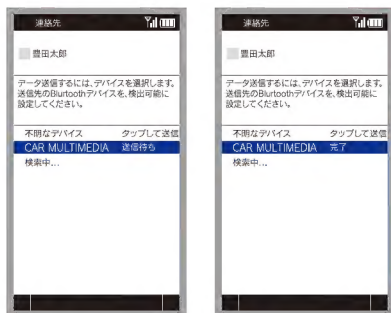 連絡先
豊田太郎
データ送信するには、デバイスを選択します。
送信先のBlurtoothデバイスを、検出可能に
設定してください。
不明なデバイス タップして送信
CAR MULTIMEDIA 送信待ち
検索中...
連絡先
豊田太郎
データ送信するには、デバイスを選択します。
送信先のBlurtoothデバイスを、検出可能に
設定してください。
不明なデバイス タップして送信
CAR MULTIMEDIA 完了
検索中...